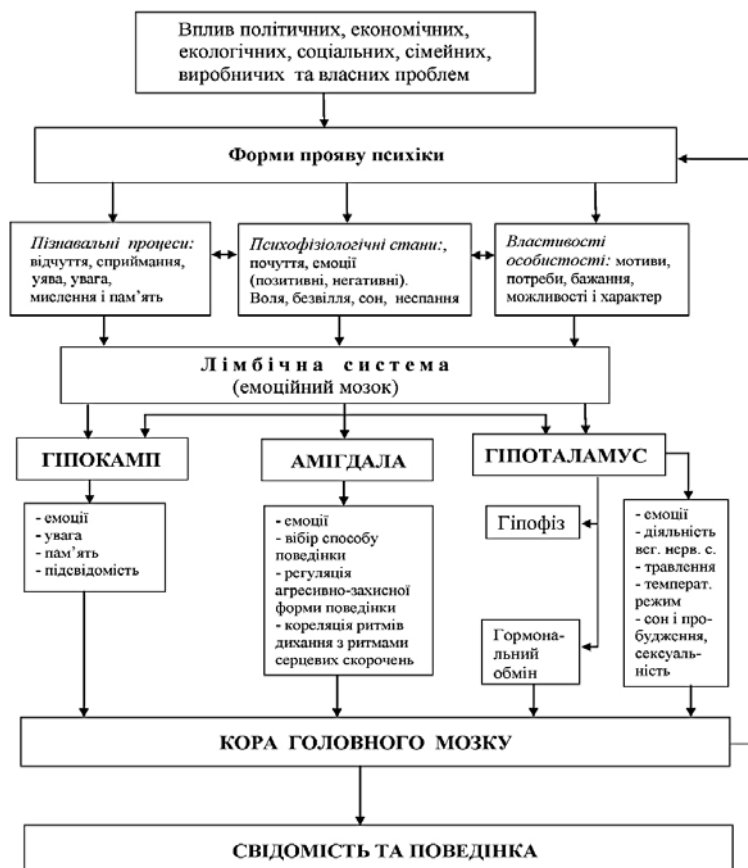 Вплив політичних, економічних,
екологічних, соціальних, сімейних,
виробничих та власних проблем
Форми прояву психіки
Пізнавальні процеси:
відчуття, сприймання,
уява, увага,
мислення і пам’ять
Психофізіологічні стани:,
почуття, емоції
(позитивні, негативні).
Воля, безвілля, сон, неспання
Властивості
особистості: мотиви,
потреби, бажання,
можливості і характер
Лімбічна система
(емоційний мозок)
ГІПОКАМП
АМІГДАЛА
ГІПОТАЛАМУС
- емоції
- увага
- пам’ять
- підсвідомість
- емоції
- вібір способу
поведінки
- регуляція
агресивно-захисної
форми поведінки
- кореляція ритмів
дихання з ритмами
серцевих скорочень
Гіпофіз
Гормона-
льний
обмін
- емоції
- діяльність
вег. нерв. с.
- травлення
- температ.
режим
- сон і про-
будження,
сексуаль-
ність
КОРА ГОЛОВНОГО МОЗКУ
СВІДОМІСТЬ ТА ПОВЕДІНКА